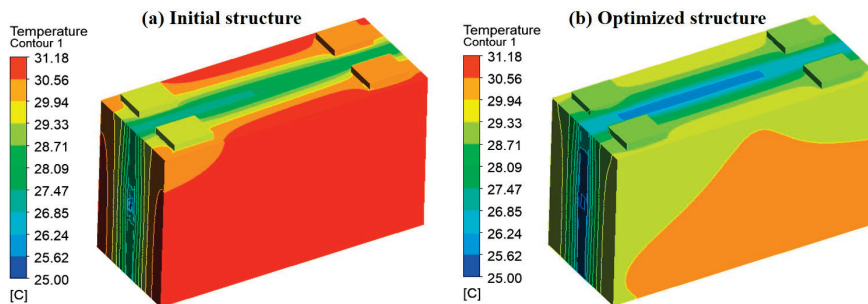 (a) Initial structure
Temperature
Contour 1
31.18
30.56
29.94
29.33
28.71
28.09
27.47
26.85
26.24
25.62
25.00
[C]
(b) Optimized structure
Temperature
Contour 1
31.18
30.56
29.94
29.33
28.71
28.09
27.47
26.85
26.24
25.62
25.00
[C]